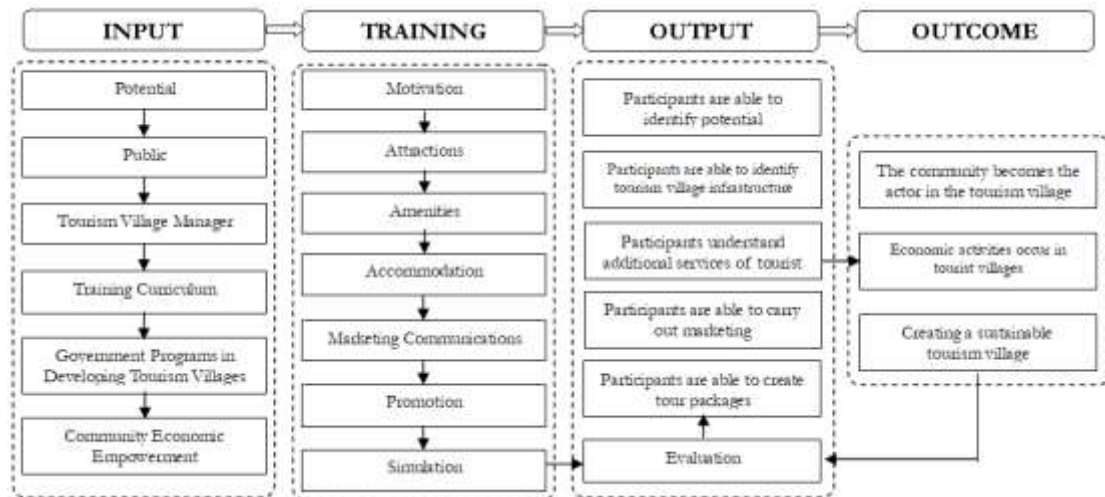 INPUT
TRAINING
OUTPUT
OUTCOME
Potential
Public
Tourism Village Manager
Training Curriculum
Government Programs in
Developing Tourism Villages
Community Economic
Empowerment
Motivation
Attractions
Amenities
Accommodation
Marketing Communications
Promotion
Simulation
Participants are able to
identify potential
Participants are able to identify
tourism village infrastructure
Participants understand
additional services of tourist
Participants are able to carry
out marketing
Participants are able to create
tour packages
Evaluation
The community becomes the
actor in the tourism village
Economic activities occur in
tourist villages
Creating a sustainable
tourism village